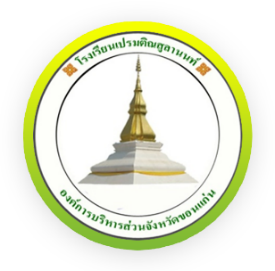 โรงเรียนเปรมติณสูลานนท์
องค์การบริหารส่วนจังหวัดขอนแก่น